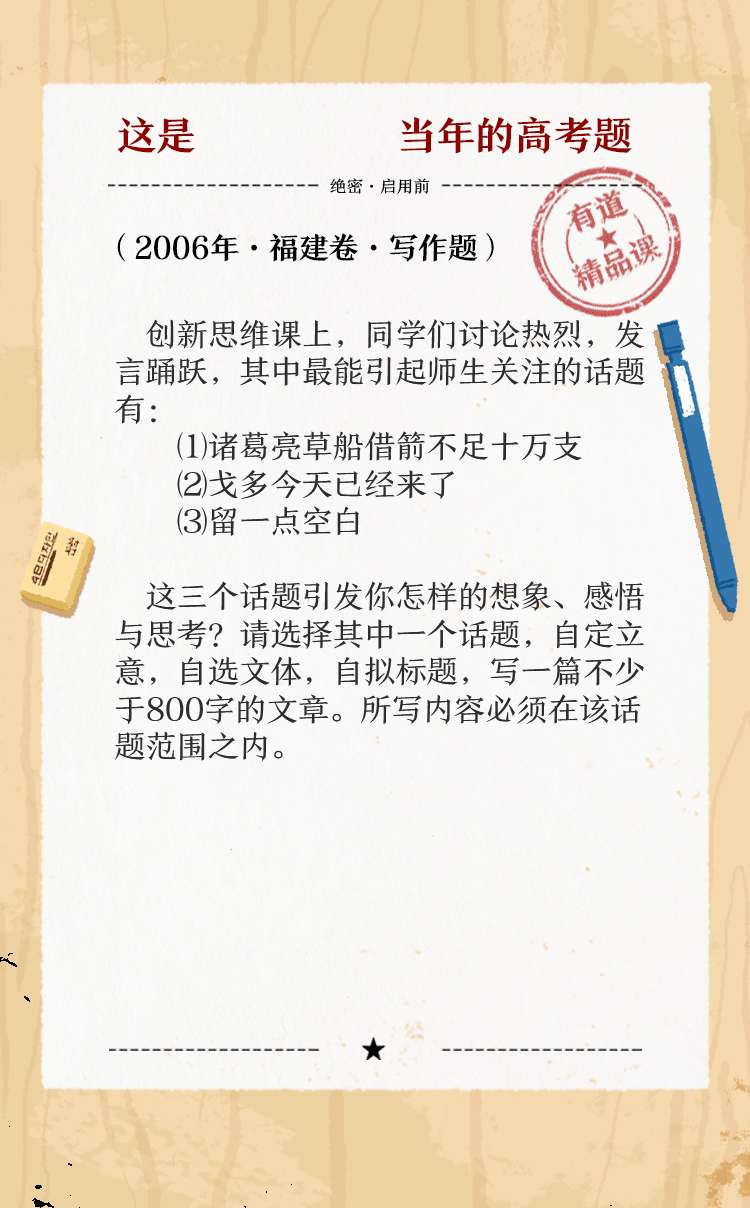 这是 当年的高考题
绝密·启用前
有道
精品课
（2006年·福建卷·写作题）
创新思维课上，同学们讨论热烈，发
言踊跃，其中最能引起师生关注的话题
有：
⑴诸葛亮草船借箭不足十万支
⑵戈多今天已经来了
⑶留一点空白
这三个话题引发你怎样的想象、感悟
与思考？请选择其中一个话题，自定立
意，自选文体，自拟标题，写一篇不少
于800字的文章。所写内容必须在该话
题范围之内。